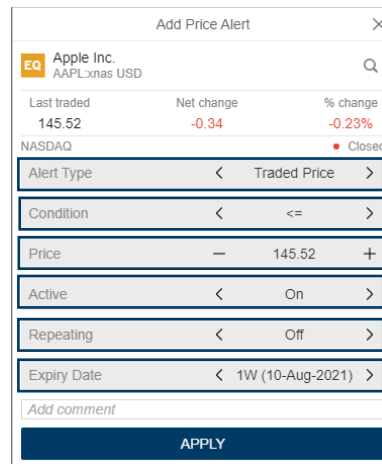 Add Price Alert
EQ Apple Inc.
AAPL:xnas USD
Last traded Net change % change
145.52 -0.34 -0.23%
NASDAQ Closed
Alert Type < Traded Price >
Condition < <= >
Price − 145.52 +
Active < On >
Repeating < Off >
Expiry Date < 1W (10-Aug-2021) >
Add comment
APPLY